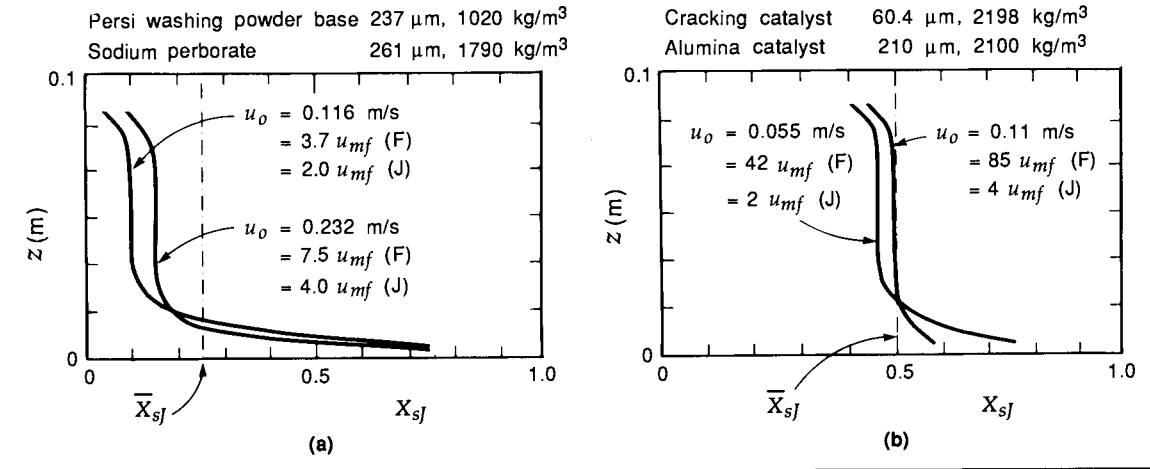 Persi washing powder base 237 μm, 1020 kg/m³
Sodium perborate 261 μm, 1790 kg/m³
0.1
u_o = 0.116 m/s
= 3.7 u_mf (F)
= 2.0 u_mf (J)
z (m)
u_o = 0.232 m/s
= 7.5 u_mf (F)
= 4.0 u_mf (J)
0
0 0.5 1.0
X̄_sJ X_sJ
(a)
Cracking catalyst 60.4 μm, 2198 kg/m³
Alumina catalyst 210 μm, 2100 kg/m³
0.1
u_o = 0.055 m/s
= 42 u_mf (F)
= 2 u_mf (J)
u_o = 0.11 m/s
= 85 u_mf (F)
= 4 u_mf (J)
z (m)
0
0 0.5 1.0
X̄_sJ X_sJ
(b)